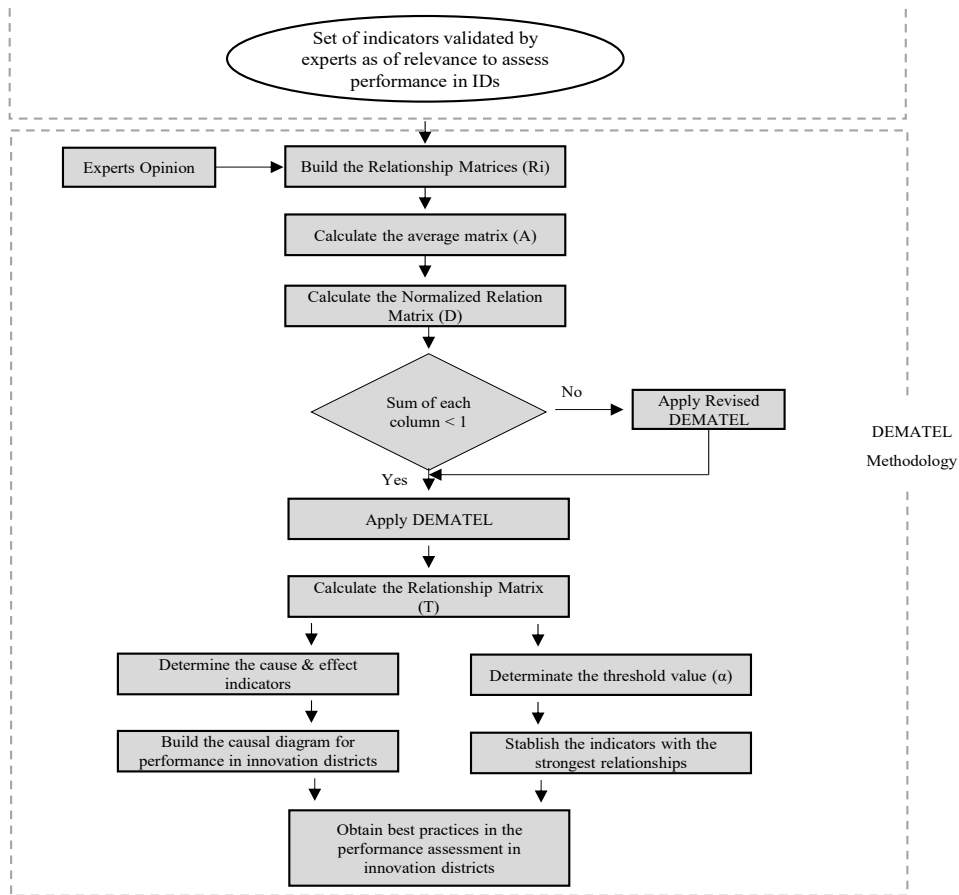 Set of indicators validated by
experts as of relevance to assess
performance in IDs
Experts Opinion
Build the Relationship Matrices (Ri)
Calculate the average matrix (A)
Calculate the Normalized Relation
Matrix (D)
Sum of each
column < 1
No
Apply Revised
DEMATEL
DEMATEL
Methodology
Yes
Apply DEMATEL
Calculate the Relationship Matrix
(T)
Determine the cause & effect
indicators
Determinate the threshold value (α)
Build the causal diagram for
performance in innovation districts
Stablish the indicators with the
strongest relationships
Obtain best practices in the
performance assessment in
innovation districts